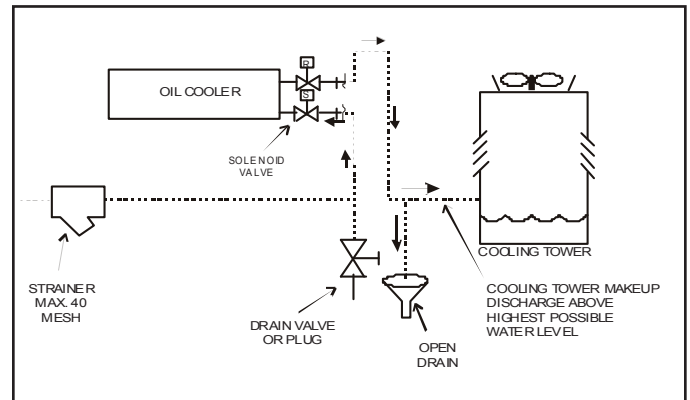 R
OIL COOLER
S
SOLENOID
VALVE
COOLING TOWER
STRAINER
MAX. 40
MESH
COOLING TOWER MAKEUP
DISCHARGE ABOVE
HIGHEST POSSIBLE
WATER LEVEL
DRAIN VALVE
OR PLUG
OPEN
DRAIN